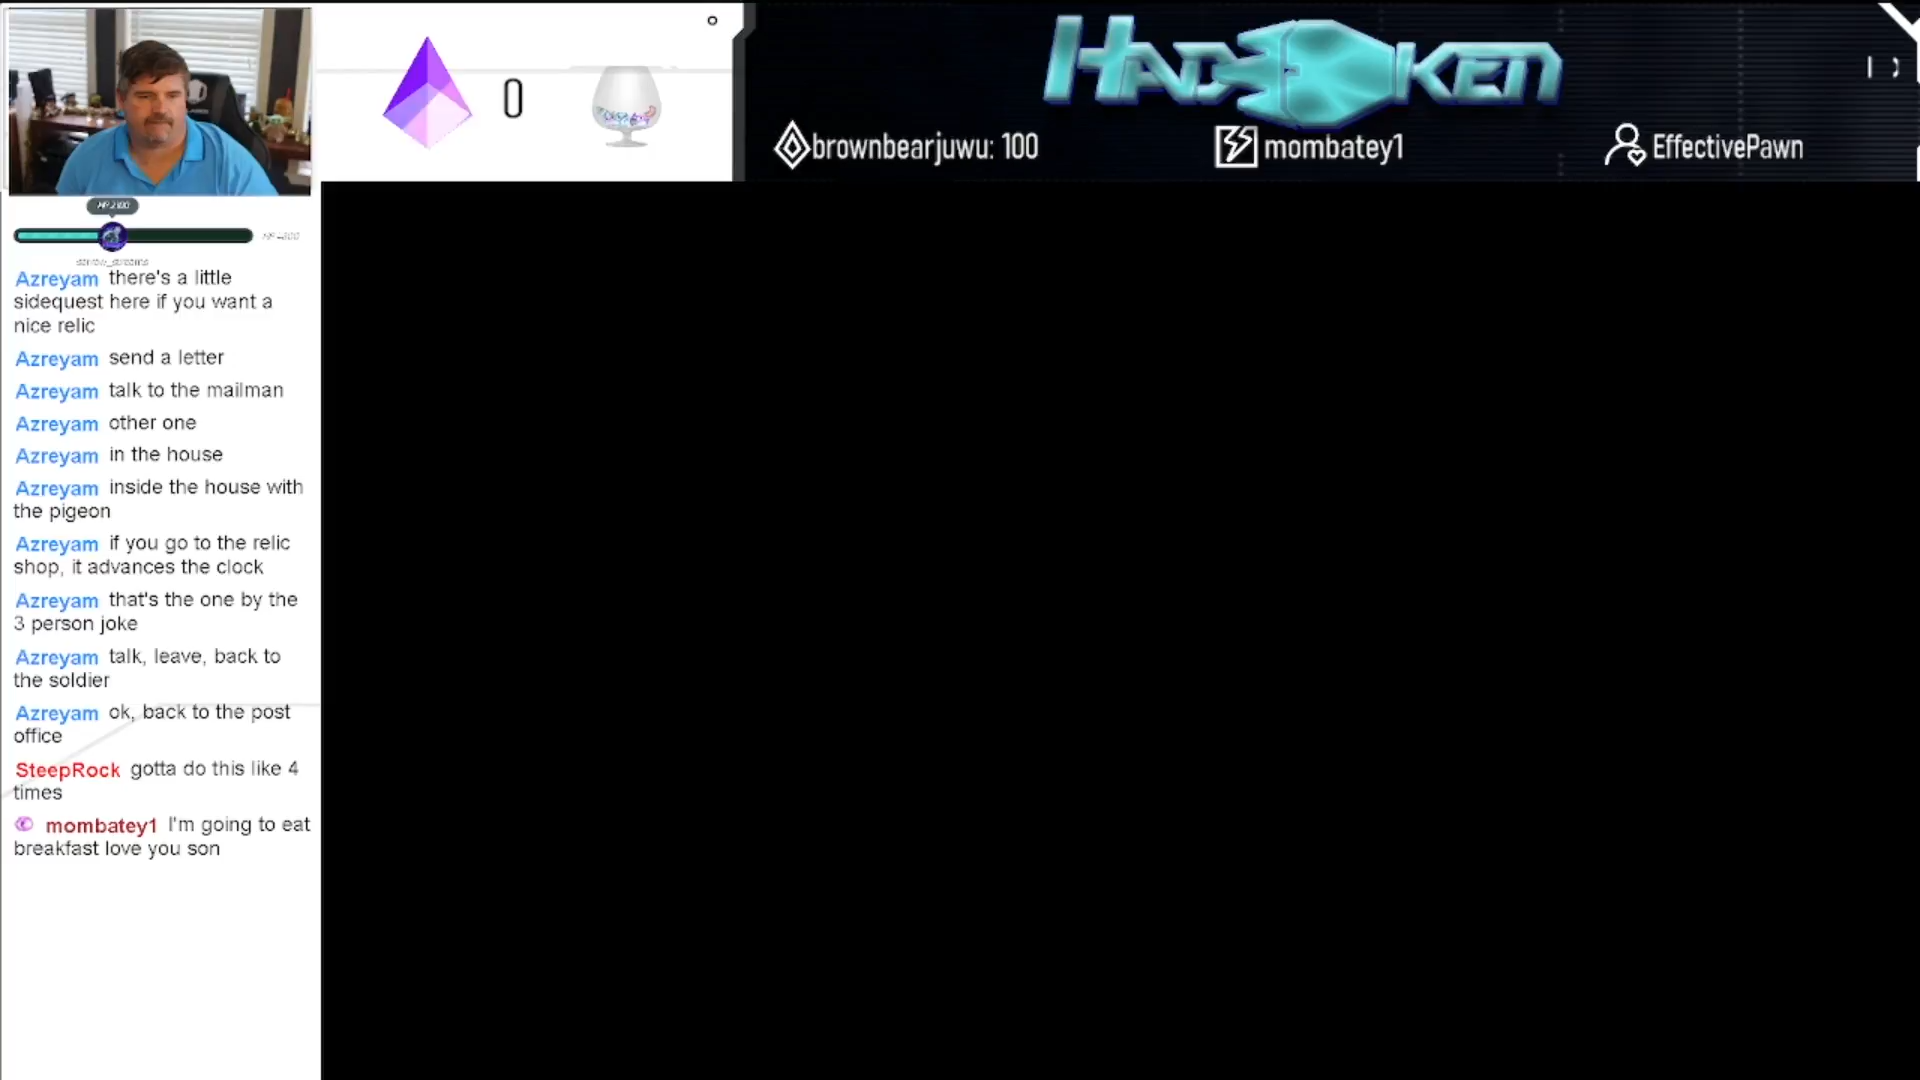 0
HADOKEN
brownbearjuwu: 100
mombatey1
EffectivePawn
Azreyam there's a little
sidequest here if you want a
nice relic
Azreyam send a letter
Azreyam talk to the mailman
Azreyam other one
Azreyam in the house
Azreyam inside the house with
the pigeon
Azreyam if you go to the relic
shop, it advances the clock
Azreyam that's the one by the
3 person joke
Azreyam talk, leave, back to
the soldier
Azreyam ok, back to the post
office
SteepRock gotta do this like 4
times
mombatey1 I'm going to eat
breakfast love you son